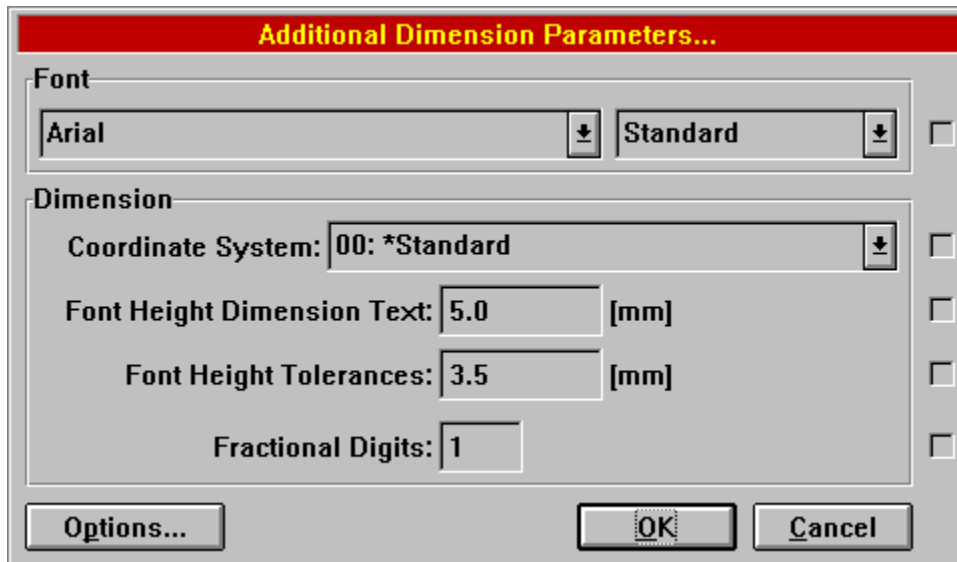 Additional Dimension Parameters...
Font
Arial Standard
Dimension
Coordinate System: 00: *Standard
Font Height Dimension Text: 5.0 [mm]
Font Height Tolerances: 3.5 [mm]
Fractional Digits: 1
Options... OK Cancel